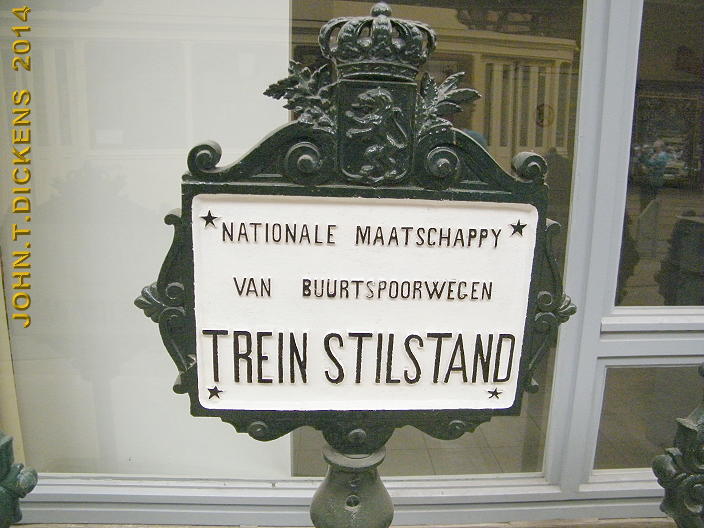 NATIONALE MAATSCHAPPY
VAN BUURTSPOORWEGEN
TREIN STILSTAND
JOHN.T.DICKENS 2014